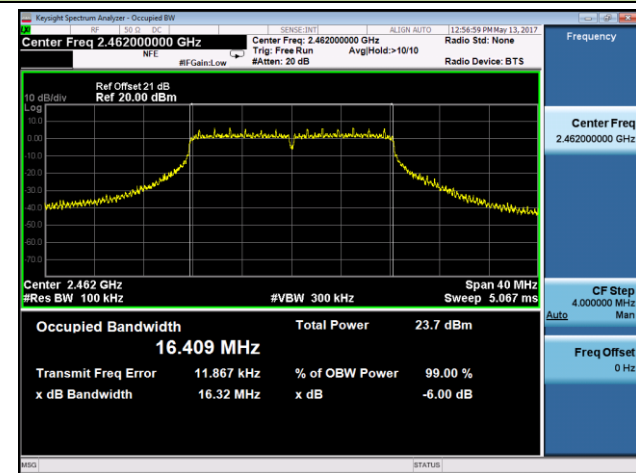 Keysight Spectrum Analyzer - Occupied BW
RF 50 Ω DC SENSE:INT ALIGN AUTO 12:56:59 PM May 13, 2017
Center Freq 2.462000000 GHz Center Freq: 2.462000000 GHz Radio Std: None
NFE Trig: Free Run Avg|Hold:>10/10
#IFGain:Low #Atten: 20 dB Radio Device: BTS
Frequency
Ref Offset 21 dB
10 dB/div Ref 20.00 dBm
Log
10.0
0.00
-10.0
-20.0
-30.0
-40.0
-50.0
-60.0
-70.0
Center 2.462 GHz Span 40 MHz
#Res BW 100 kHz #VBW 300 kHz Sweep 5.067 ms
Occupied Bandwidth Total Power 23.7 dBm
16.409 MHz
Transmit Freq Error 11.867 kHz % of OBW Power 99.00 %
x dB Bandwidth 16.32 MHz x dB -6.00 dB
Center Freq
2.462000000 GHz
CF Step
4.000000 MHz
Auto Man
Freq Offset
0 Hz
MSG STATUS